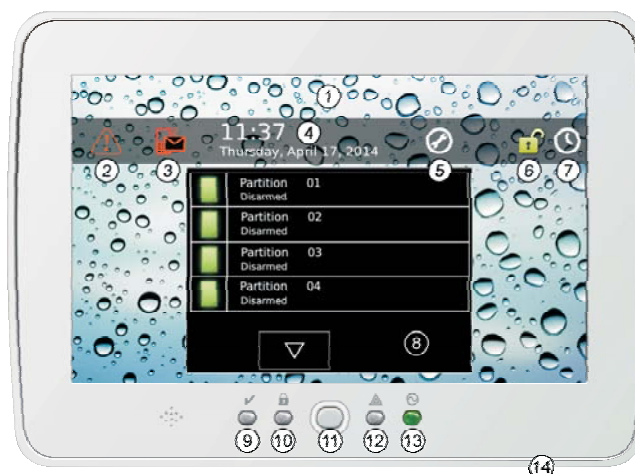 ①
11:37 ④
Thursday, April 17, 2014
② ③ ⑤ ⑥ ⑦
Partition 01
Disarmed
Partition 02
Disarmed
Partition 03
Disarmed
Partition 04
Disarmed
⑧
⑨ ⑩ ⑪ ⑫ ⑬
⑭